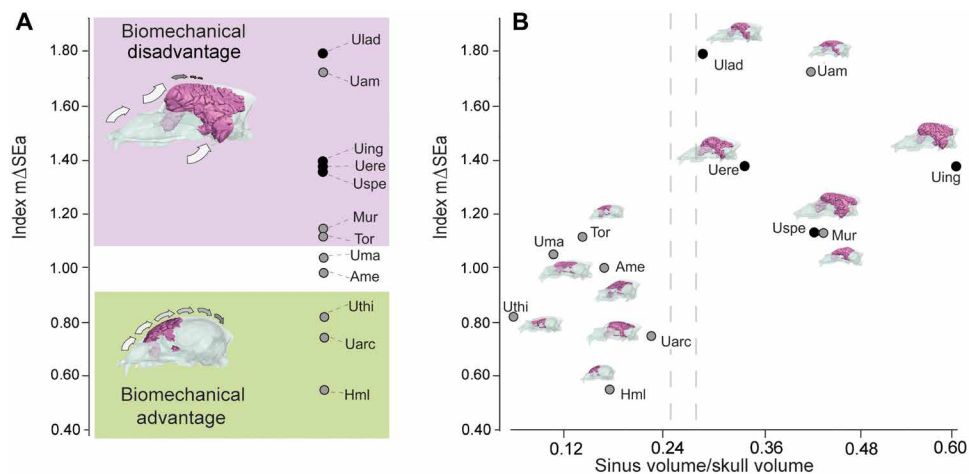 A
Index m∆SEa
1.80
1.60
1.40
1.20
1.00
0.80
0.60
0.40
Biomechanical
disadvantage
Ulad
Uam
Uing
Uere
Uspe
Mur
Tor
Uma
Ame
Uthi
Uarc
Hml
Biomechanical
advantage
B
Index m∆SEa
1.80
1.60
1.40
1.20
1.00
0.80
0.60
0.40
Ulad
Uam
Uere
Uing
Uspe
Mur
Tor
Uma
Ame
Uthi
Uarc
Hml
0.12 0.24 0.36 0.48 0.60
Sinus volume/skull volume